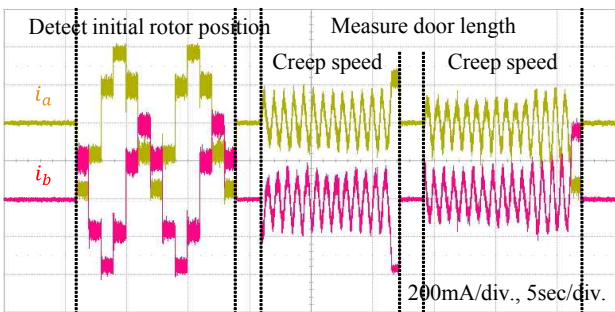 Detect initial rotor position
Measure door length
Creep speed
Creep speed
i_a
i_b
200mA/div., 5sec/div.